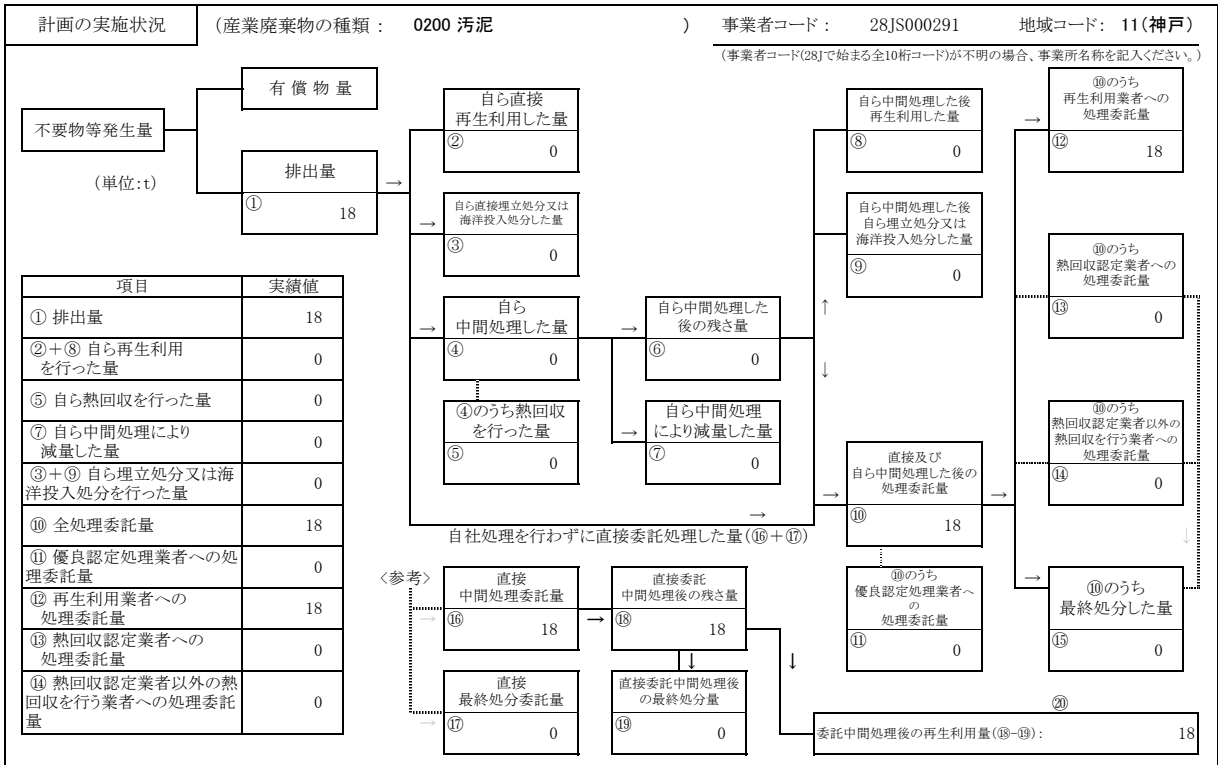 計画の実施状況
(産業廃棄物の種類： 0200 汚泥 )
事業者コード： 28JS000291
地域コード： 11(神戸)
(事業者コード(28Jで始まる全10桁コード)が不明の場合、事業所名称を記入ください。)
不要物等発生量
(単位:t)
有償物量
排出量
→
① 18
自ら直接
再生利用した量
② 0
→
自ら直接埋立処分又は
海洋投入処分した量
③ 0
→
自ら
中間処理した量
④ 0
④のうち熱回収
を行った量
⑤ 0
→
自ら中間処理した
後の残さ量
⑥ 0
→
自ら中間処理
により減量した量
⑦ 0
自ら中間処理した後
再生利用した量
⑧ 0
自ら中間処理した後
自ら埋立処分又は
海洋投入処分した量
⑨ 0
↑
↓
→
自社処理を行わずに直接委託処理した量(⑯+⑰)
→
直接及び
自ら中間処理した後の
処理委託量
⑩ 18
→
⑩のうち
優良認定処理業者へ
の
処理委託量
⑪ 0
→
⑩のうち
再生利用業者への
処理委託量
⑫ 18
⑩のうち
熱回収認定業者への
処理委託量
⑬ 0
⑩のうち
熱回収認定業者以外の
熱回収を行う業者への
処理委託量
⑭ 0
↓
→
⑩のうち
最終処分した量
⑮ 0
項目 実績値
① 排出量 18
②+⑧ 自ら再生利用
を行った量 0
⑤ 自ら熱回収を行った量 0
⑦ 自ら中間処理により
減量した量 0
③+⑨ 自ら埋立処分又は海
洋投入処分を行った量 0
⑩ 全処理委託量 18
⑪ 優良認定処理業者への処
理委託量 0
⑫ 再生利用業者への
処理委託量 18
⑬ 熱回収認定業者への
処理委託量 0
⑭ 熱回収認定業者以外の熱
回収を行う業者への処理委託
量 0
〈参考〉
→
直接
中間処理委託量
⑯ 18
→
直接委託
中間処理後の残さ量
⑱ 18
→
直接
最終処分委託量
⑰ 0
↓
直接委託中間処理後
の最終処分量
⑲ 0
↓
⑳
委託中間処理後の再生利用量(⑱-⑲)： 18